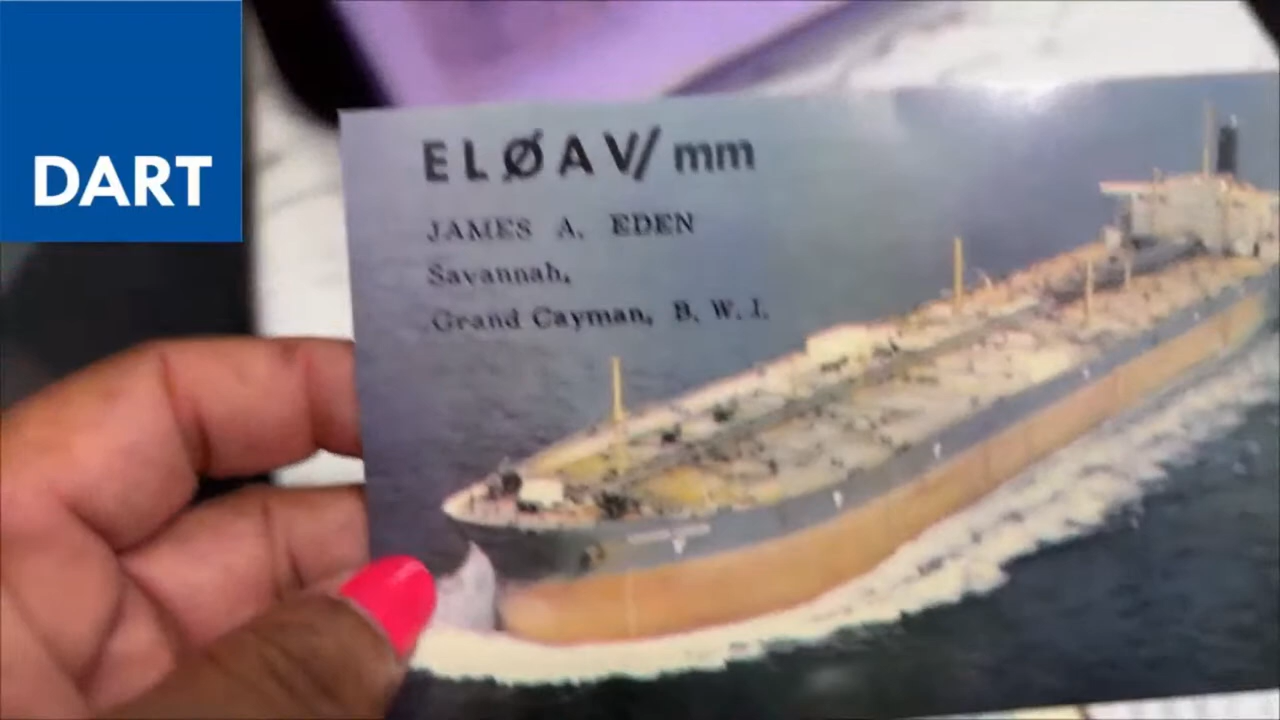 DART
ELØAV/mm
JAMES A. EDEN
Savannah,
Grand Cayman, B. W. I.